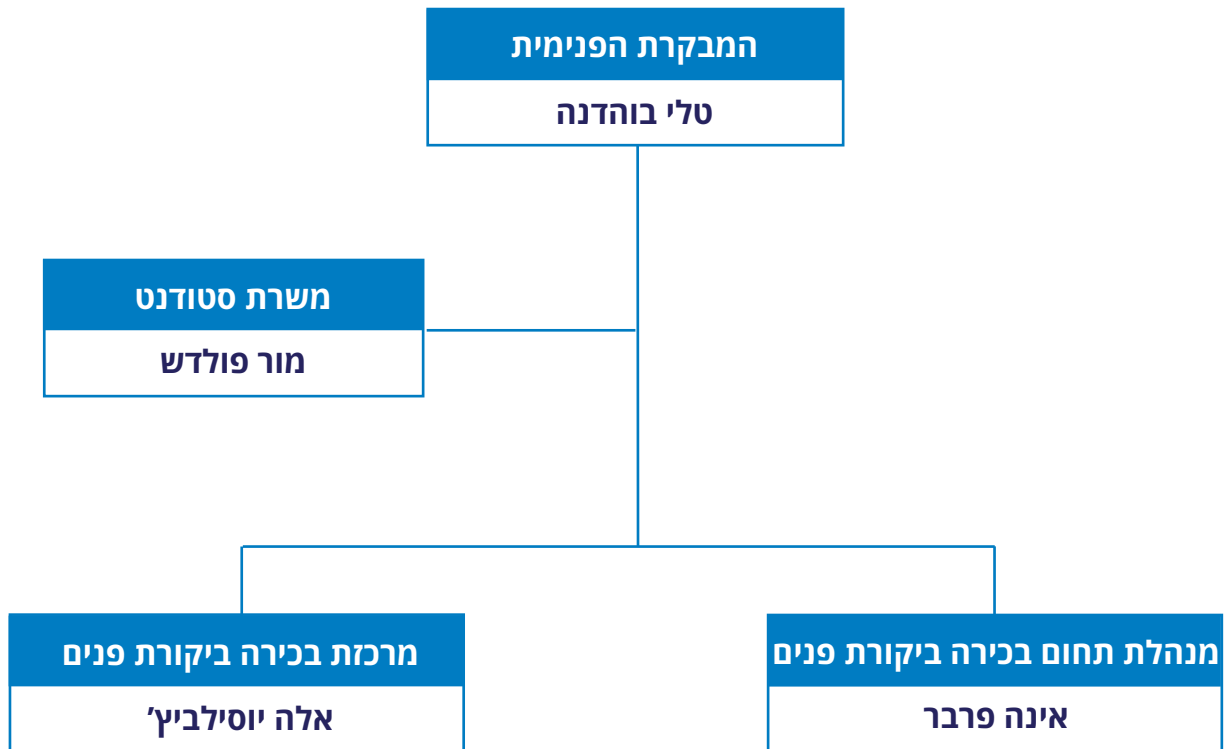 המבקרת הפנימית
טלי בוהדנה
משרת סטודנט
מור פולדש
מנהלת תחום בכירה ביקורת פנים
אינה פרבר
מרכזת בכירה ביקורת פנים
אלה יוסילביץ'